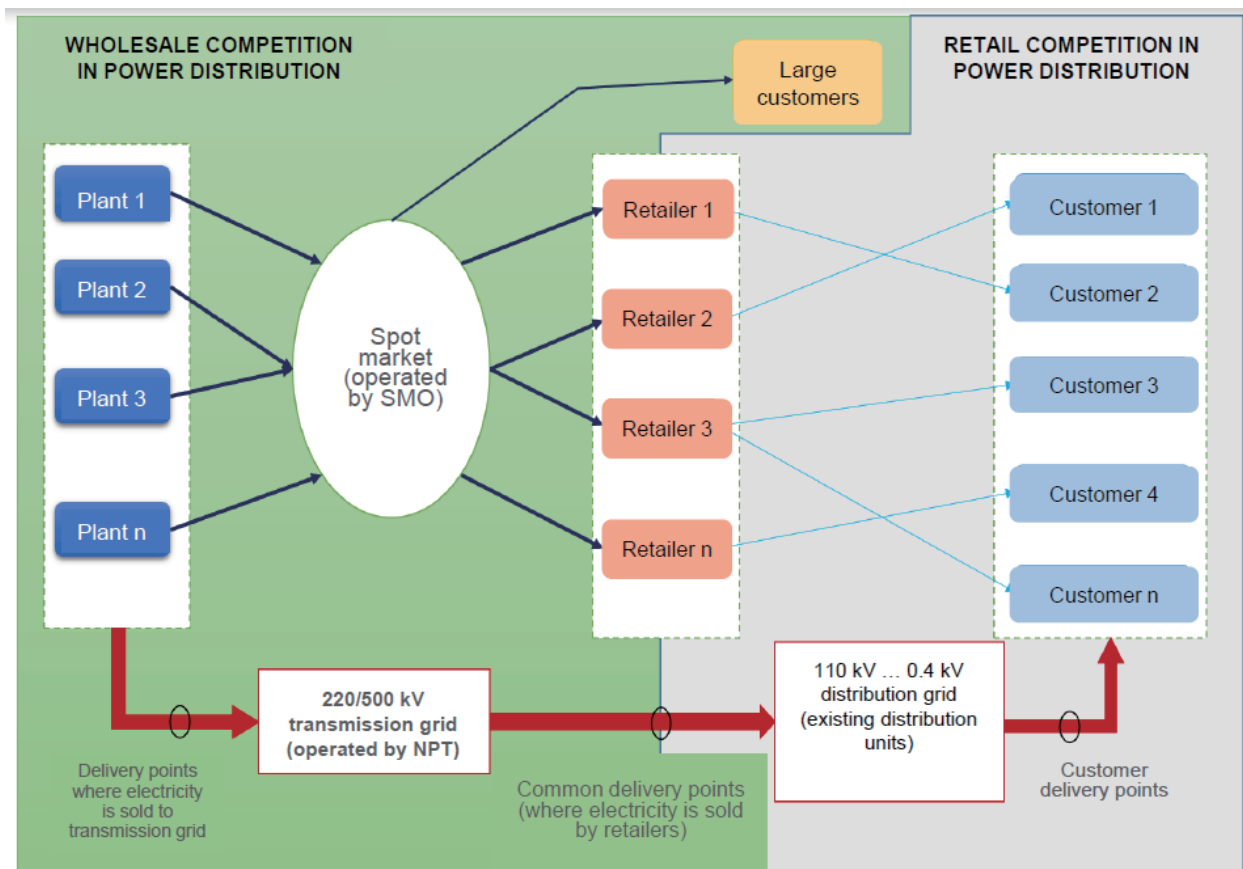 WHOLESALE COMPETITION
IN POWER DISTRIBUTION
Large
customers
RETAIL COMPETITION IN
POWER DISTRIBUTION
Plant 1
Plant 2
Plant 3
Plant n
Spot
market
(operated
by SMO)
Retailer 1
Retailer 2
Retailer 3
Retailer n
Customer 1
Customer 2
Customer 3
Customer 4
Customer n
220/500 kV
transmission grid
(operated by NPT)
110 kV … 0.4 kV
distribution grid
(existing distribution
units)
Delivery points
where electricity
is sold to
transmission grid
Common delivery points
(where electricity is sold
by retailers)
Customer
delivery points